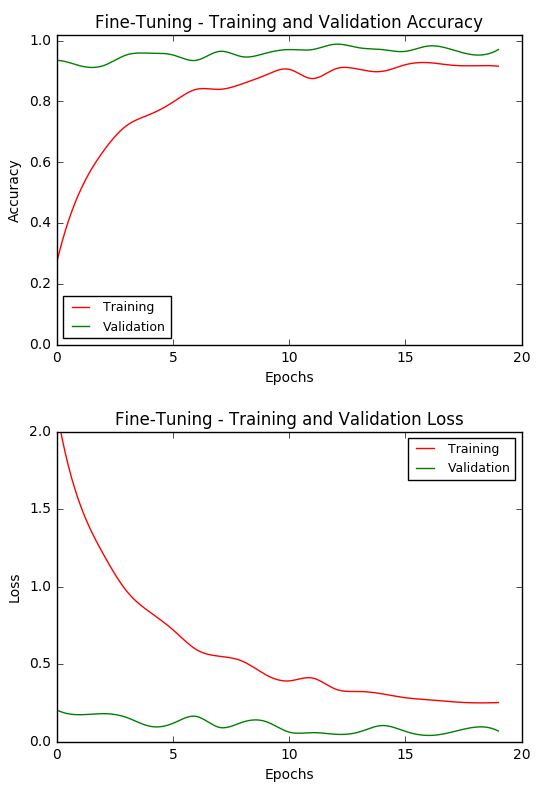 Fine-Tuning - Training and Validation Accuracy
1.0
0.8
0.6
0.4
0.2
0.0
Accuracy
Training
Validation
0 5 10 15 20
Epochs
Fine-Tuning - Training and Validation Loss
2.0
1.5
1.0
0.5
0.0
Loss
Training
Validation
0 5 10 15 20
Epochs